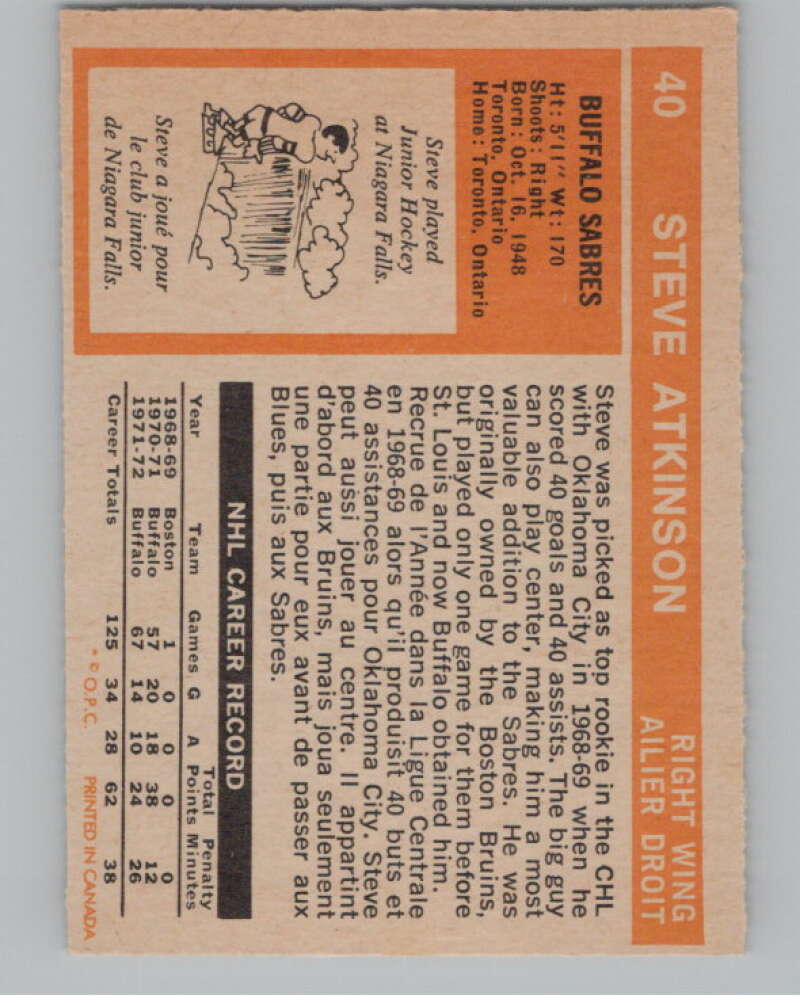 40 STEVE ATKINSON RIGHT WING
AILIER DROIT
BUFFALO SABRES
Ht: 5'11" Wt: 170
Shoots: Right
Born: Oct. 16, 1948
Toronto, Ontario
Home: Toronto, Ontario
Steve played
Junior Hockey
at Niagara Falls.
Steve a joué pour
le club junior
de Niagara Falls.
Steve was picked as top rookie in the CHL
with Oklahoma City in 1968-69 when he
scored 40 goals and 40 assists. The big guy
can also play center, making him a most
valuable addition to the Sabres. He was
originally owned by the Boston Bruins,
but played only one game for them before
St. Louis and now Buffalo obtained him.
Recrue de l'Année dans la Ligue Centrale
en 1968-69 alors qu'il produisit 40 buts et
40 assistances pour Oklahoma City. Steve
peut aussi jouer au centre. Il appartint
d'abord aux Bruins, mais joua seulement
une partie pour eux avant de passer aux
Blues, puis aux Sabres.
NHL CAREER RECORD
Total Penalty
Year Team Games G A Points Minutes
1968-69 Boston 1 0 0 0 0
1970-71 Buffalo 57 20 18 38 12
1971-72 Buffalo 67 14 10 24 26
Career Totals 125 34 28 62 38
* © O.P.C. PRINTED IN CANADA